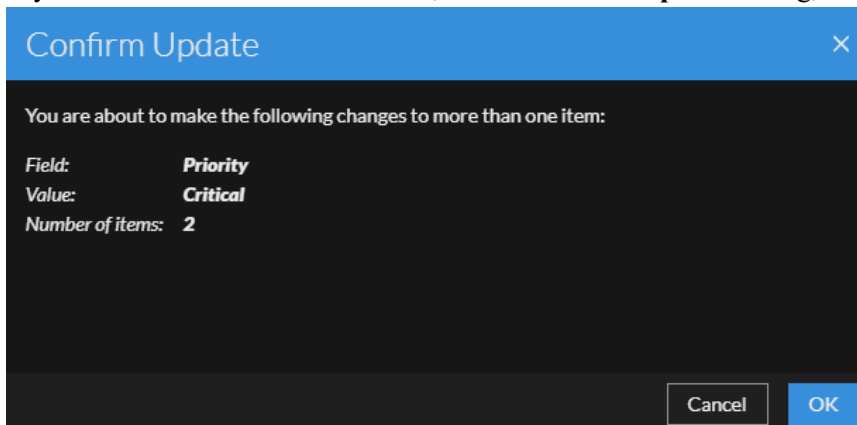 Confirm Update
You are about to make the following changes to more than one item:
Field: Priority
Value: Critical
Number of items: 2
Cancel OK